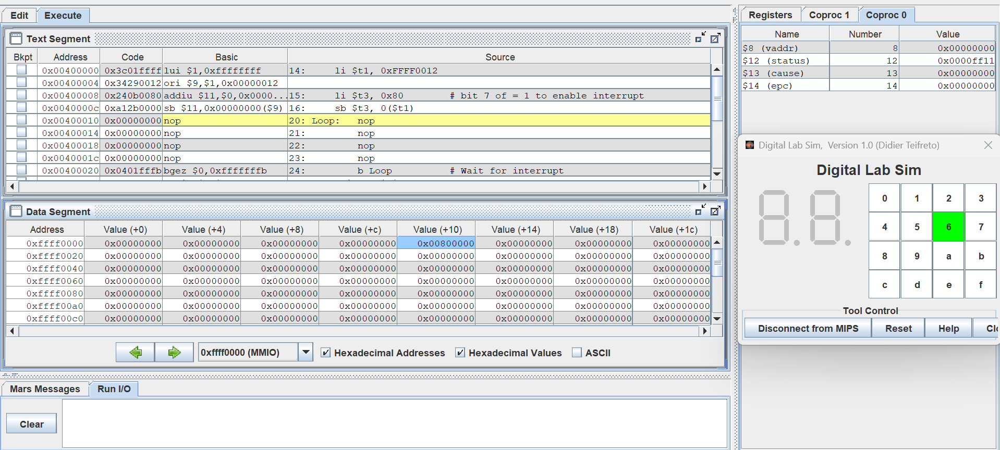 Edit Execute
Text Segment
Bkpt Address Code Basic Source
0x00400000 0x3c01ffff lui $1,0xffffffff 14: li $t1, 0xFFFF0012
0x00400004 0x34290012 ori $9,$1,0x00000012
0x00400008 0x240b0080 addiu $11,$0,0x0000... 15: li $t3, 0x80 # bit 7 of = 1 to enable interrupt
0x0040000c 0xa12b0000 sb $11,0x00000000($9) 16: sb $t3, 0($t1)
0x00400010 0x00000000 nop 20: Loop: nop
0x00400014 0x00000000 nop 21: nop
0x00400018 0x00000000 nop 22: nop
0x0040001c 0x00000000 nop 23: nop
0x00400020 0x0401fffb bgez $0,0xfffffffb 24: b Loop # Wait for interrupt
Data Segment
Address Value (+0) Value (+4) Value (+8) Value (+c) Value (+10) Value (+14) Value (+18) Value (+1c)
0xffff0000 0x00000000 0x00000000 0x00000000 0x00000000 0x00800000 0x00000000 0x00000000 0x00000000
0xffff0020 0x00000000 0x00000000 0x00000000 0x00000000 0x00000000 0x00000000 0x00000000 0x00000000
0xffff0040 0x00000000 0x00000000 0x00000000 0x00000000 0x00000000 0x00000000 0x00000000 0x00000000
0xffff0060 0x00000000 0x00000000 0x00000000 0x00000000 0x00000000 0x00000000 0x00000000 0x00000000
0xffff0080 0x00000000 0x00000000 0x00000000 0x00000000 0x00000000 0x00000000 0x00000000 0x00000000
0xffff00a0 0x00000000 0x00000000 0x00000000 0x00000000 0x00000000 0x00000000 0x00000000 0x00000000
0xffff00c0 0x00000000 0x00000000 0x00000000 0x00000000 0x00000000 0x00000000 0x00000000 0x00000000
0xffff0000 (MMIO) Hexadecimal Addresses Hexadecimal Values ASCII
Mars Messages Run I/O
Clear
Registers Coproc 1 Coproc 0
Name Number Value
$8 (vaddr) 8 0x00000000
$12 (status) 12 0x0000ff11
$13 (cause) 13 0x00000000
$14 (epc) 14 0x00000000
Digital Lab Sim, Version 1.0 (Didier Teifreto)
Digital Lab Sim
8.8.
0 1 2 3
4 5 6 7
8 9 a b
c d e f
Tool Control
Disconnect from MIPS Reset Help Clo